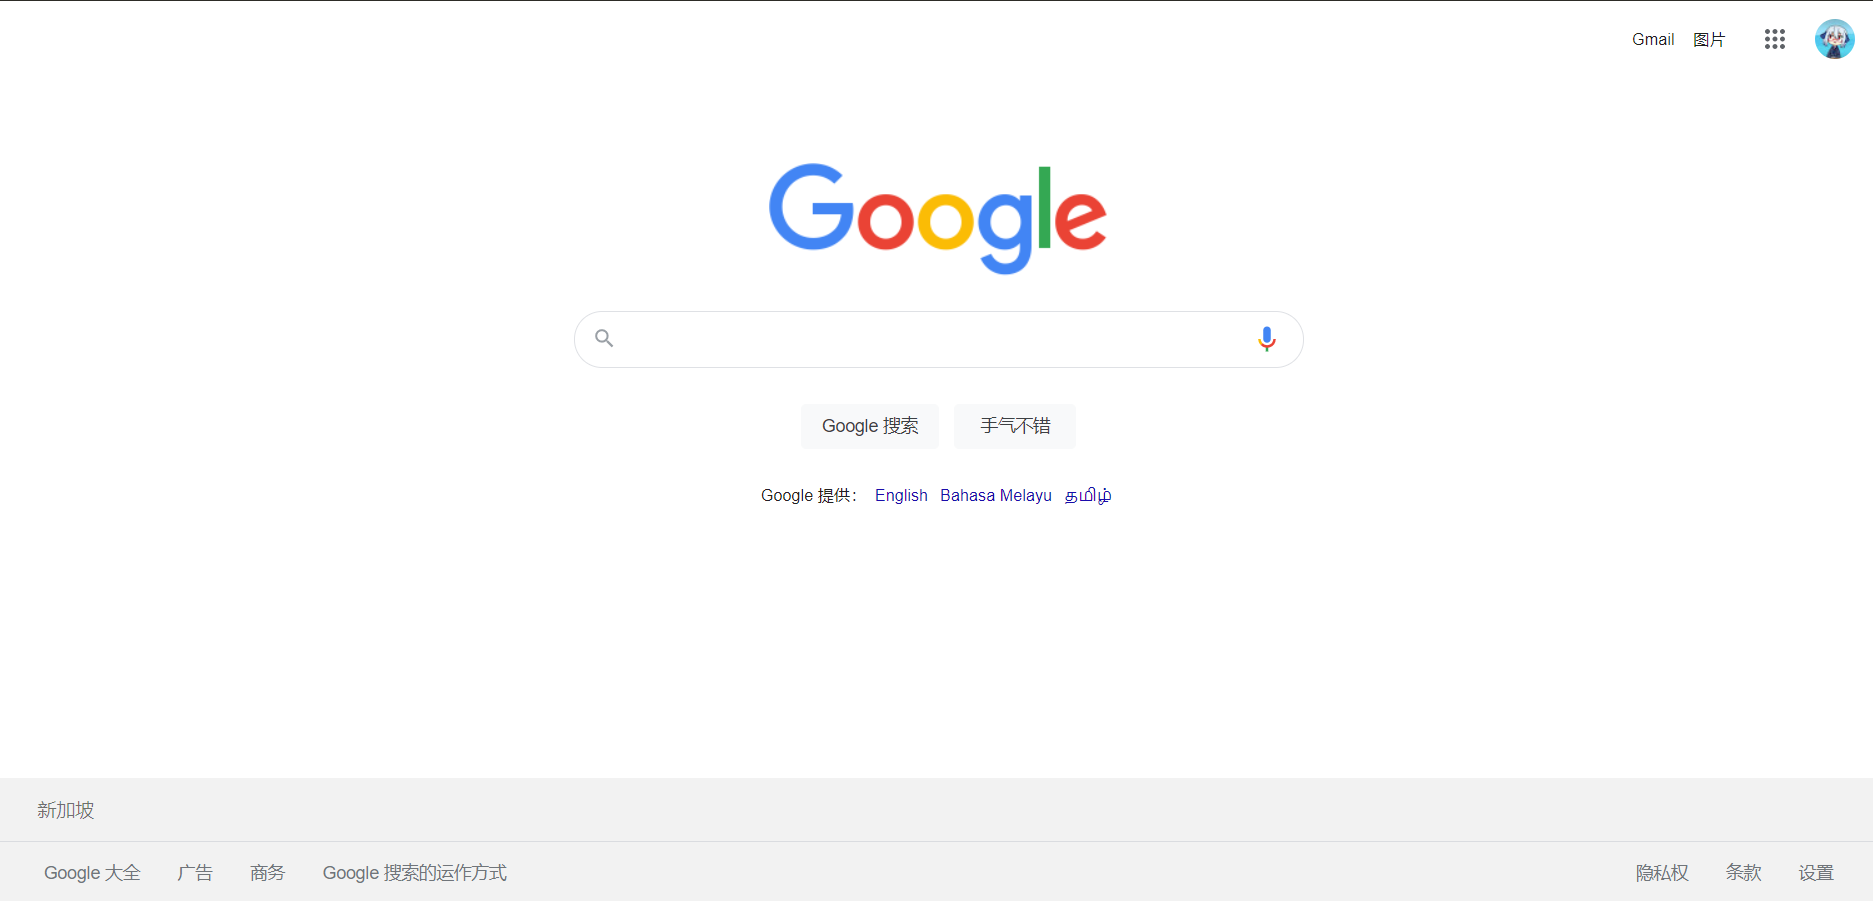 Gmail 图片
Google
Google 搜索 手气不错
Google 提供： English Bahasa Melayu தமிழ்
新加坡
Google 大全 广告 商务 Google 搜索的运作方式 隐私权 条款 设置